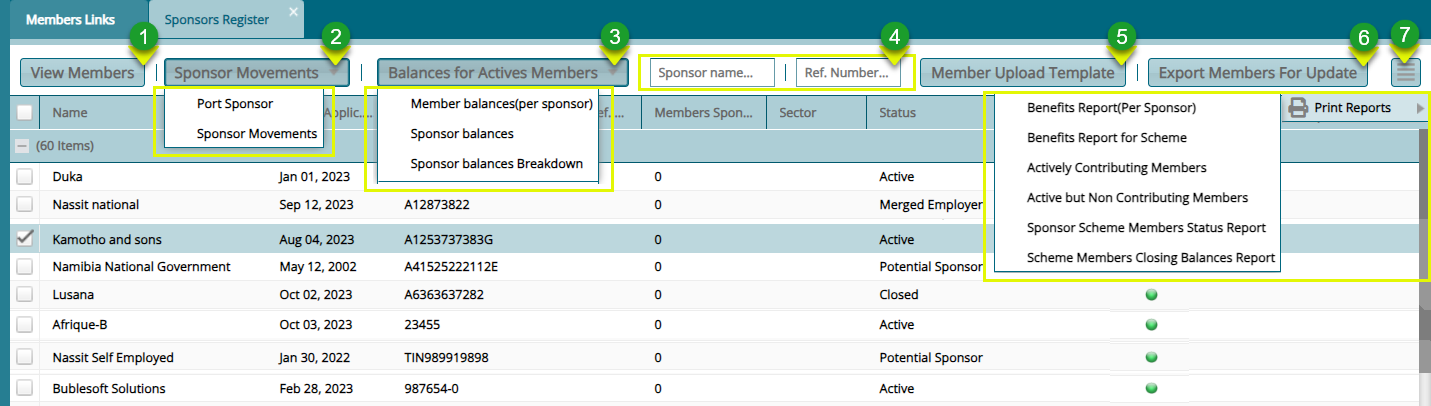 Members Links
Sponsors Register ×
1 2 3 4 5 6 7
View Members Sponsor Movements Balances for Actives Members Sponsor name... Ref. Number... Member Upload Template Export Members For Update
Port Sponsor
Sponsor Movements
Member balances(per sponsor)
Sponsor balances
Sponsor balances Breakdown
Benefits Report(Per Sponsor)
Benefits Report for Scheme
Actively Contributing Members
Active but Non Contributing Members
Sponsor Scheme Members Status Report
Scheme Members Closing Balances Report
Print Reports
Name Applic... ef. ... Members Spon... Sector Status
(60 Items)
Duka Jan 01, 2023 0 Active
Nassit national Sep 12, 2023 A12873822 0 Merged Employer
Kamotho and sons Aug 04, 2023 A1253737383G 0 Active
Namibia National Government May 12, 2002 A41525222112E 0 Potential Sponsor
Lusana Oct 02, 2023 A6363637282 0 Closed
Afrique-B Oct 03, 2023 23455 0 Active
Nassit Self Employed Jan 30, 2022 TIN989919898 0 Potential Sponsor
Bublesoft Solutions Feb 28, 2023 987654-0 0 Active